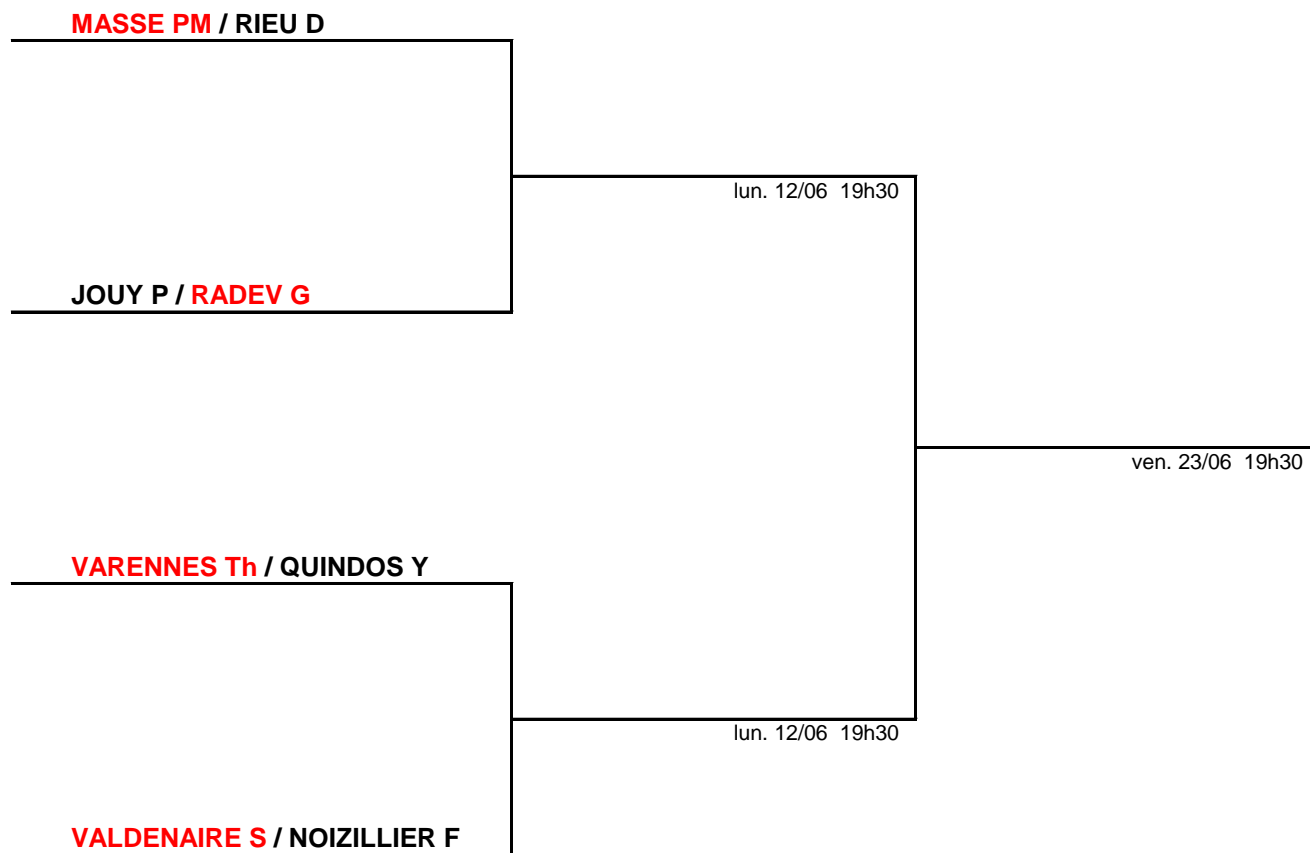 MASSE PM / RIEU D
lun. 12/06 19h30
JOUY P / RADEV G
ven. 23/06 19h30
VARENNES Th / QUINDOS Y
lun. 12/06 19h30
VALDENAIRE S / NOIZILLIER F